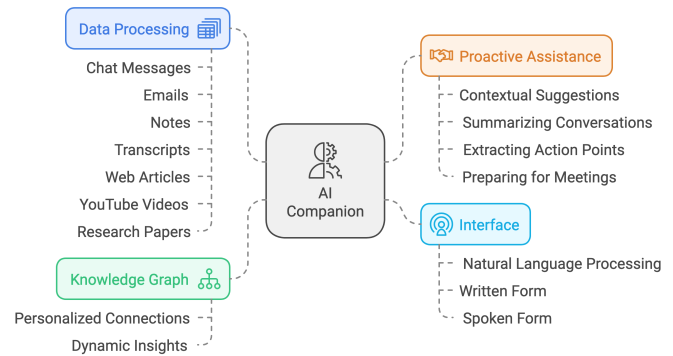 Data Processing
Chat Messages
Emails
Notes
Transcripts
Web Articles
YouTube Videos
Research Papers
Knowledge Graph
Personalized Connections
Dynamic Insights
AI
Companion
Proactive Assistance
Contextual Suggestions
Summarizing Conversations
Extracting Action Points
Preparing for Meetings
Interface
Natural Language Processing
Written Form
Spoken Form